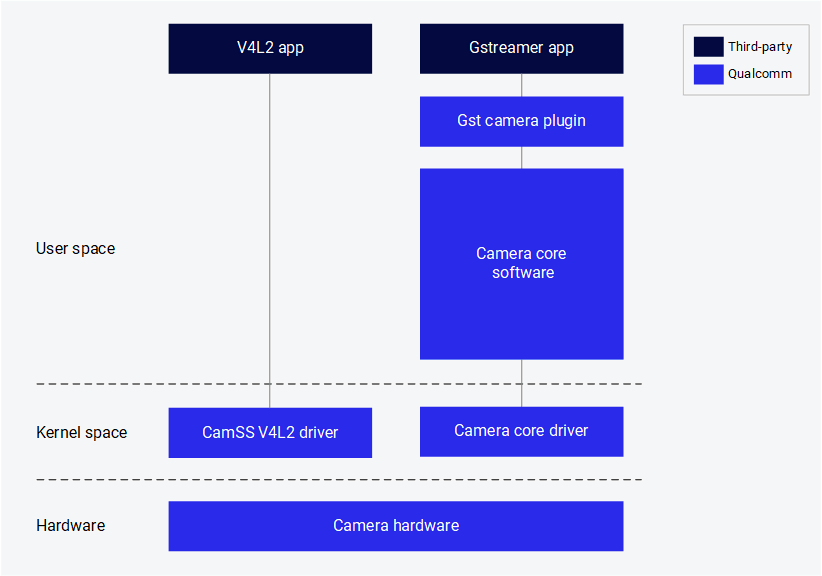 V4L2 app
Gstreamer app
Third-party
Qualcomm
Gst camera plugin
User space
Camera core
software
Kernel space
CamSS V4L2 driver
Camera core driver
Hardware
Camera hardware